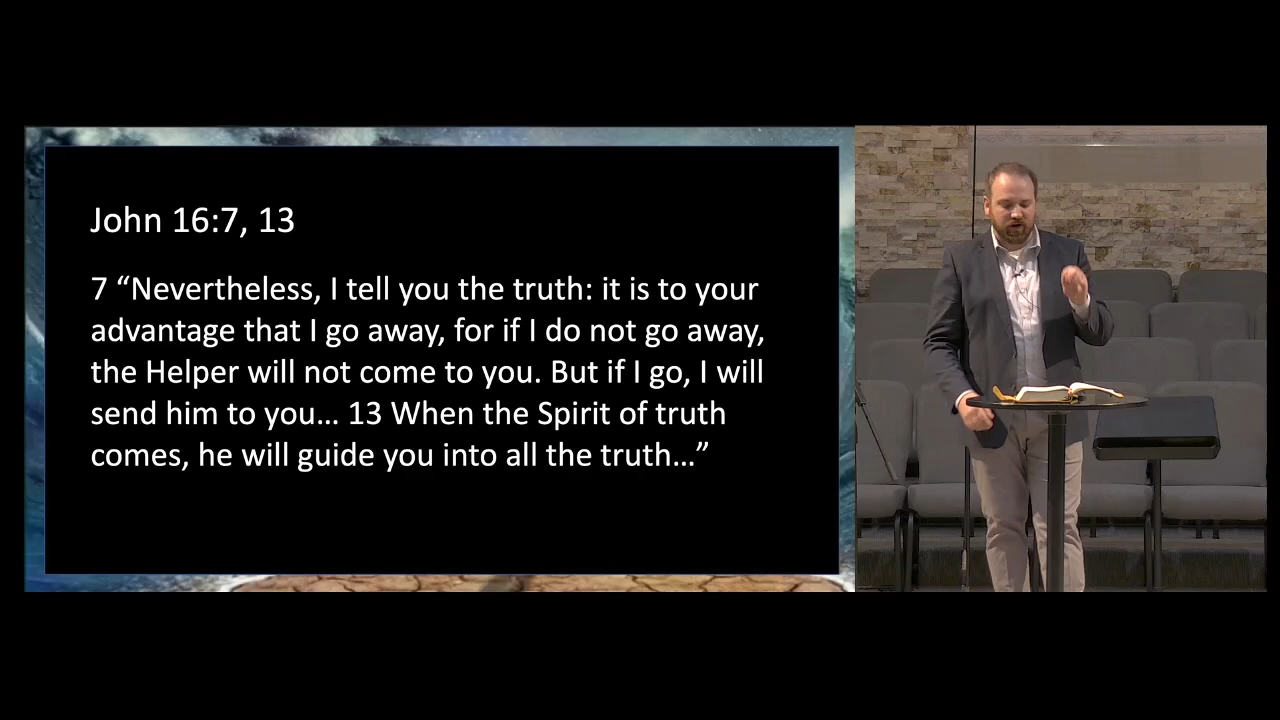 John 16:7, 13
7 “Nevertheless, I tell you the truth: it is to your
advantage that I go away, for if I do not go away,
the Helper will not come to you. But if I go, I will
send him to you… 13 When the Spirit of truth
comes, he will guide you into all the truth…”